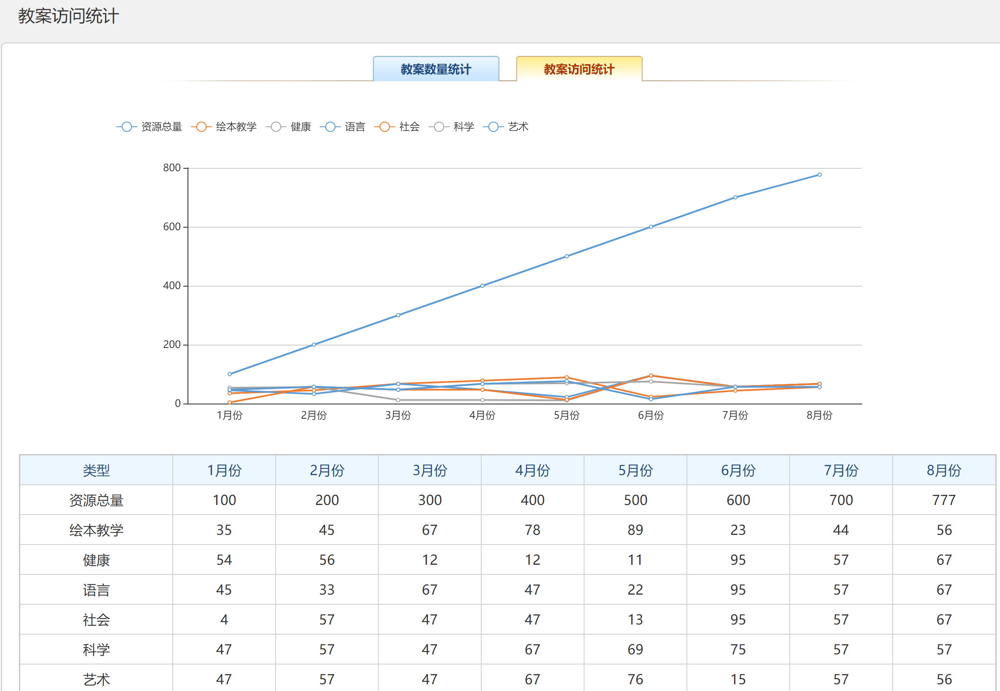 教案访问统计
教案数量统计 教案访问统计
资源总量 绘本教学 健康 语言 社会 科学 艺术
800
600
400
200
0
1月份 2月份 3月份 4月份 5月份 6月份 7月份 8月份
类型 1月份 2月份 3月份 4月份 5月份 6月份 7月份 8月份
资源总量 100 200 300 400 500 600 700 777
绘本教学 35 45 67 78 89 23 44 56
健康 54 56 12 12 11 95 57 67
语言 45 33 67 47 22 95 57 67
社会 4 57 47 47 13 95 57 67
科学 47 57 47 67 69 75 57 57
艺术 47 57 47 67 76 15 57 56